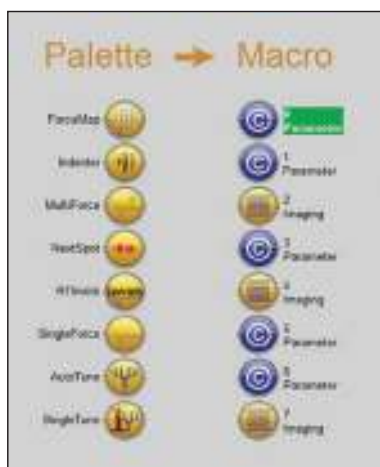 Palette → Macro
ForceMap
Indenter
MultiForce
NextSpot
SingleForce
AutoTune
SingleTune
Parameter
1
Parameter
2
Imaging
3
Parameter
4
Imaging
5
Parameter
6
Parameter
7
Imaging